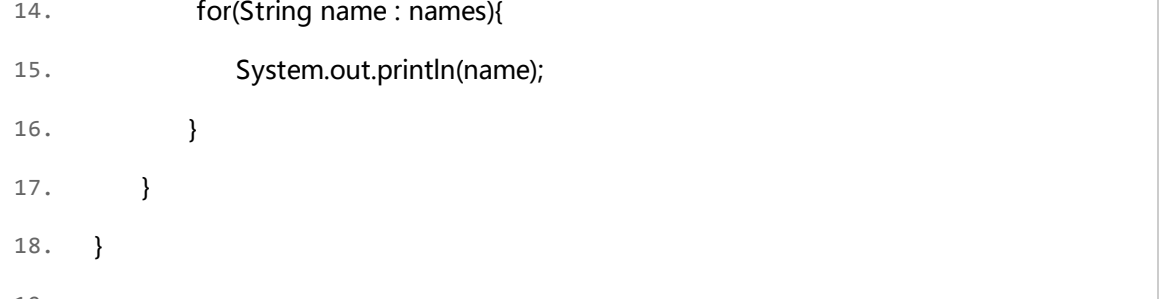 14. for(String name : names){
15. System.out.println(name);
16. }
17. }
18. }